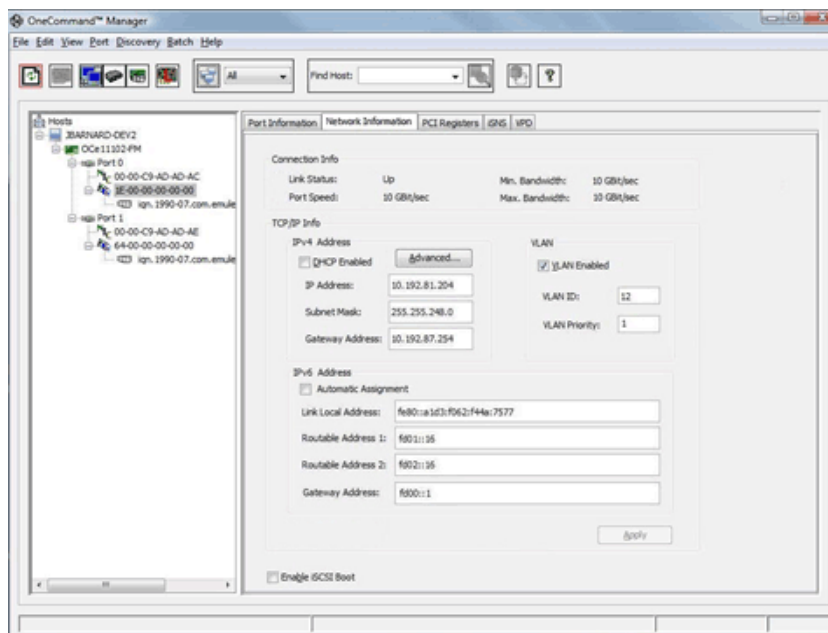 OneCommand™ Manager
File Edit View Port Discovery Batch Help
All
Find Host:
Hosts
JBARNARD-DEV2
OCe11102-FM
Port 0
00-00-C9-AD-AD-AC
1E-00-00-00-00-00
iqn.1990-07.com.emule
Port 1
00-00-C9-AD-AD-AE
64-00-00-00-00-00
iqn.1990-07.com.emule
Port Information Network Information PCI Registers iSNS VPD
Connection Info
Link Status: Up Min. Bandwidth: 10 GBit/sec
Port Speed: 10 GBit/sec Max. Bandwidth: 10 GBit/sec
TCP/IP Info
IPv4 Address
DHCP Enabled Advanced...
IP Address: 10.192.81.204
Subnet Mask: 255.255.248.0
Gateway Address: 10.192.87.254
VLAN
VLAN Enabled
VLAN ID: 12
VLAN Priority: 1
IPv6 Address
Automatic Assignment
Link Local Address: fe80::a1d3:f062:f44a:7577
Routable Address 1: fd01::16
Routable Address 2: fd02::16
Gateway Address: fd00::1
Apply
Enable iSCSI Boot